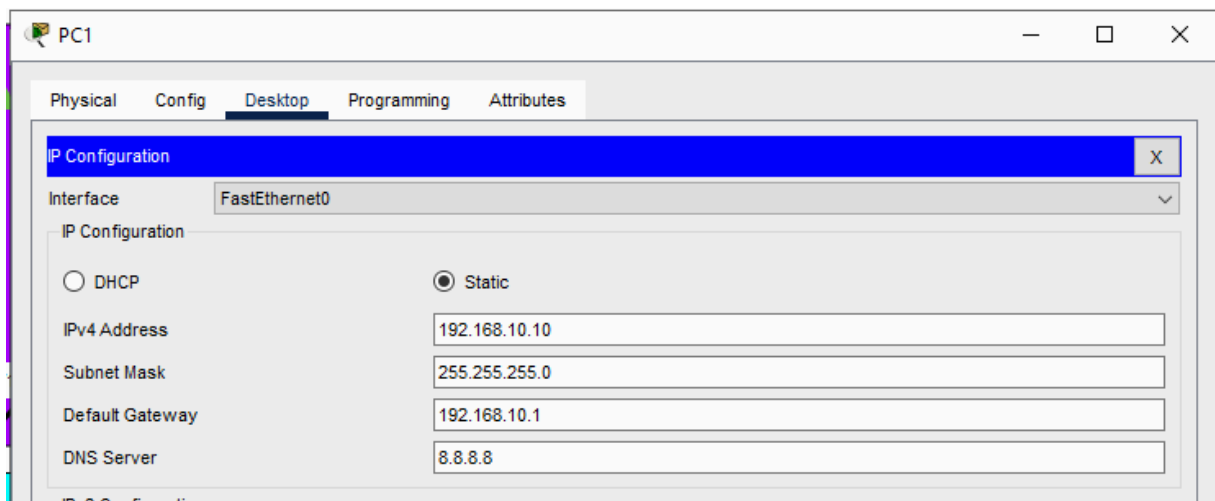 PC1
Physical Config Desktop Programming Attributes
IP Configuration X
Interface FastEthernet0
IP Configuration
DHCP Static
IPv4 Address 192.168.10.10
Subnet Mask 255.255.255.0
Default Gateway 192.168.10.1
DNS Server 8.8.8.8